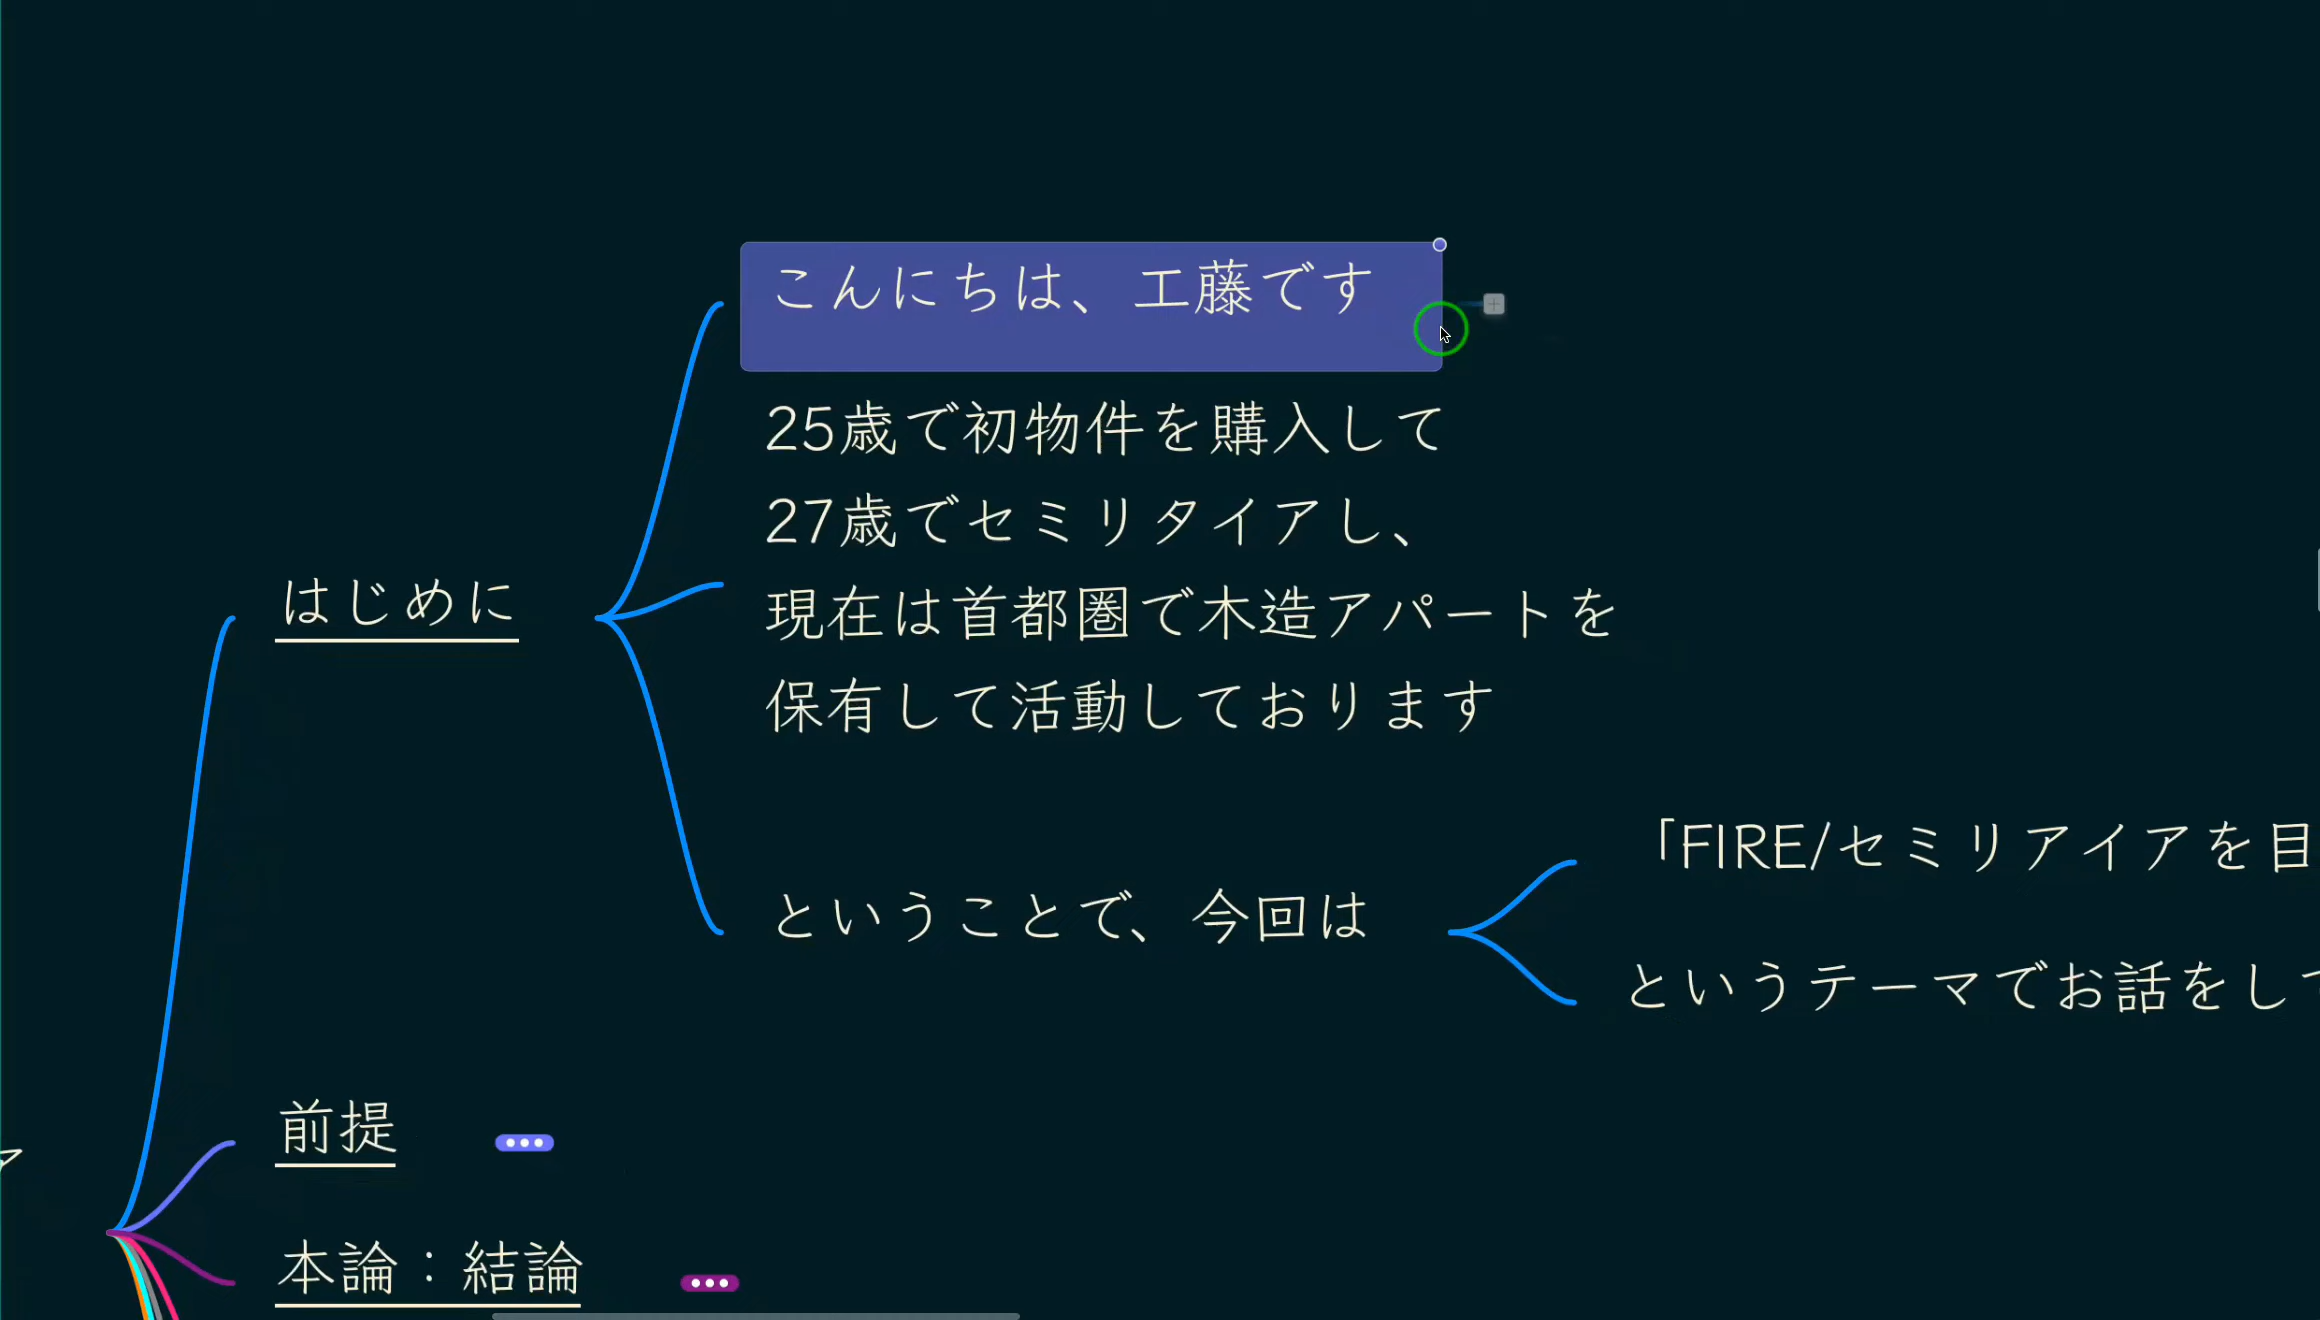 こんにちは、工藤です
25歳で初物件を購入して
27歳でセミリタイアし、
現在は首都圏で木造アパートを
保有して活動しております
はじめに
ということで、今回は
「FIRE/セミリアイアを目
というテーマでお話をして
前提
本論：結論